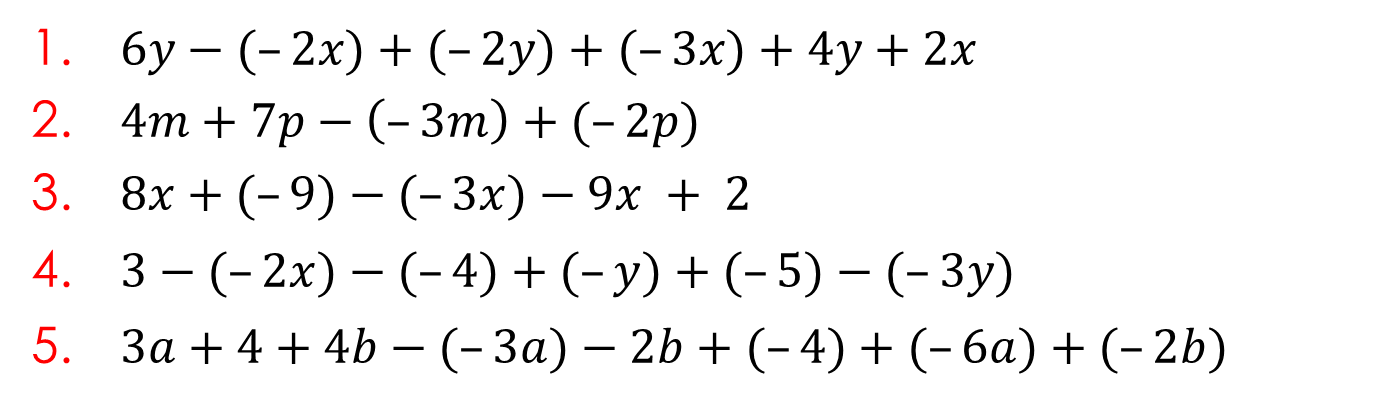 1. 6y − (− 2x) + (− 2y) + (− 3x) + 4y + 2x
2. 4m + 7p − (− 3m) + (− 2p)
3. 8x + (− 9) − (− 3x) − 9x + 2
4. 3 − (− 2x) − (− 4) + (− y) + (− 5) − (− 3y)
5. 3a + 4 + 4b − (− 3a) − 2b + (− 4) + (− 6a) + (− 2b)